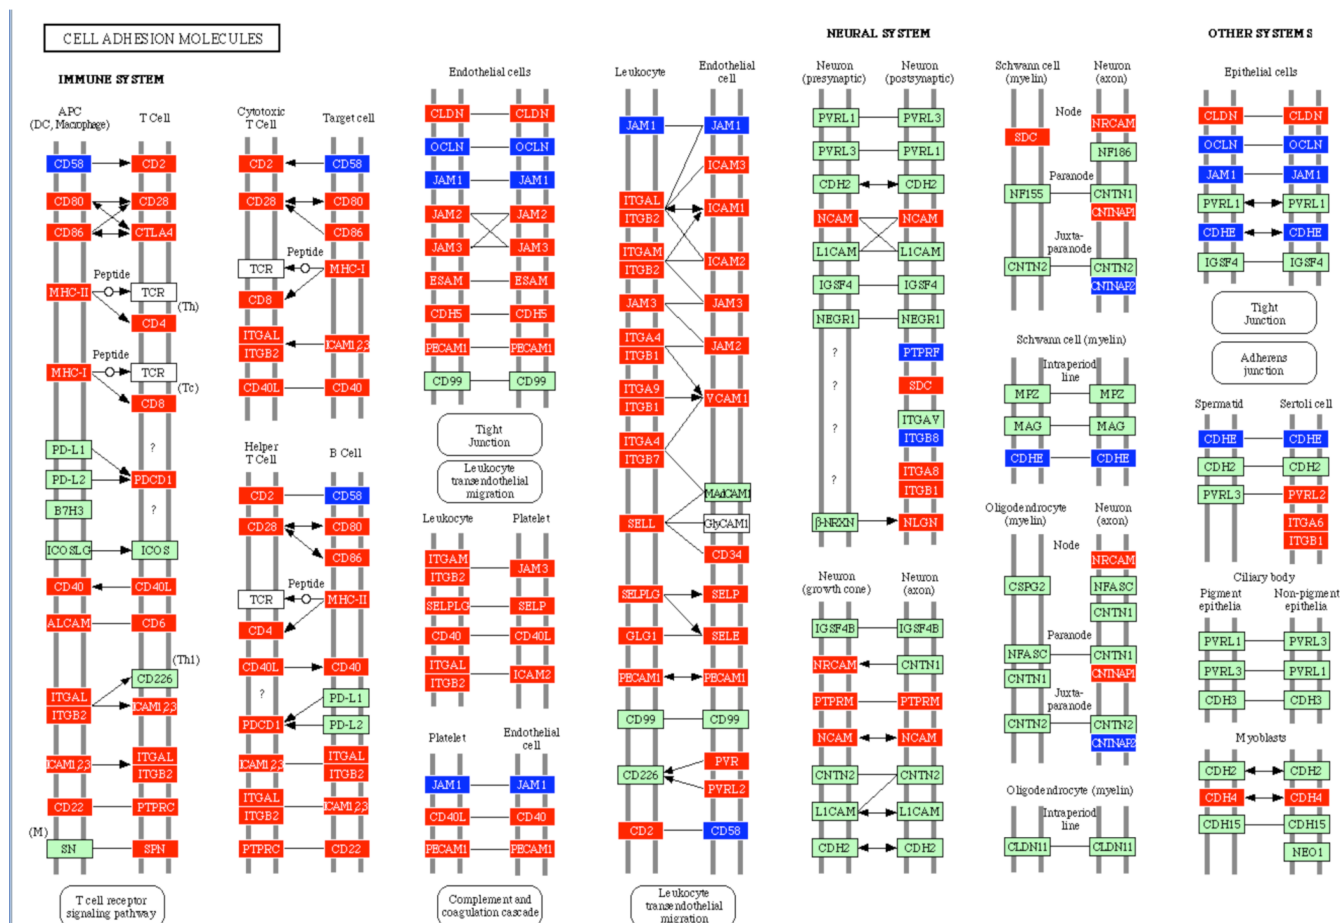 CELL ADHESION MOLECULES
IMMUNE SYSTEM
APC
(DC, Macrophage)
T Cell
CD58
CD2
CD80
CD28
CD86
CTLA4
Peptide
MHC-II
TCR
(Th)
CD4
Peptide
MHC-I
TCR
(Tc)
CD8
PD-L1
?
PD-L2
PDCD1
B7H3
?
ICOSLG
ICOS
CD40
CD40L
ALCAM
CD6
(Th1)
CD226
ITGAL
ITGB2
ICAM1,2,3
ICAM1,2,3
ITGAL
ITGB2
CD22
PTPRC
(M)
SN
SPN
T cell receptor
signaling pathway
Cytotoxic
T Cell
Target cell
CD2
CD58
CD28
CD80
CD86
Peptide
TCR
MHC-I
CD8
ITGAL
ITGB2
ICAM1,2,3
CD40L
CD40
Helper
T Cell
B Cell
CD2
CD58
CD28
CD80
CD86
Peptide
TCR
MHC-II
CD4
CD40L
CD40
?
PD-L1
PDCD1
PD-L2
ICAM1,2,3
ITGAL
ITGB2
ITGAL
ITGB2
ICAM1,2,3
PTPRC
CD22
Endothelial cells
CLDN
CLDN
OCLN
OCLN
JAM1
JAM1
JAM2
JAM2
JAM3
JAM3
ESAM
ESAM
CDH5
CDH5
PECAM1
PECAM1
CD99
CD99
Tight
Junction
Leukocyte
transendothelial
migration
Leukocyte
Platelet
ITGAM
ITGB2
JAM3
SELPLG
SELP
CD40
CD40L
ITGAL
ITGB2
ICAM2
Platelet
Endothelial
cell
JAM1
JAM1
CD40L
CD40
PECAM1
PECAM1
Complement and
coagulation cascade
Leukocyte
Endothelial
cell
JAM1
JAM1
ICAM3
ITGAL
ITGB2
ICAM1
ITGAM
ITGB2
ICAM2
JAM3
JAM3
ITGA4
ITGB1
JAM2
ITGA9
ITGB1
VCAM1
ITGA4
ITGB7
MAdCAM1
SELL
GlyCAM1
CD34
SELPLG
SELP
GLG1
SELE
PECAM1
PECAM1
CD99
CD99
CD226
PVR
PVRL2
CD2
CD58
Leukocyte
transendothelial
migration
NEURAL SYSTEM
Neuron
(presynaptic)
Neuron
(postsynaptic)
PVRL1
PVRL3
PVRL3
PVRL1
CDH2
CDH2
NCAM
NCAM
L1CAM
L1CAM
IGSF4
IGSF4
NEGR1
NEGR1
?
PTPRF
?
SDC
?
ITGAV
ITGB8
?
ITGA8
ITGB1
β-NRXN
NLGN
Neuron
(growth cone)
Neuron
(axon)
IGSF4B
IGSF4B
NRCAM
CNTN1
PTPRM
PTPRM
NCAM
NCAM
CNTN2
CNTN2
L1CAM
L1CAM
CDH2
CDH2
Schwann cell
(myelin)
Neuron
(axon)
Node
SDC
NRCAM
NF186
Paranode
NF155
CNTN1
CNTNAP1
Juxta-
paranode
CNTN2
CNTN2
CNTNAP2
Schwann cell (myelin)
Intraperiod
line
MPZ
MPZ
MAG
MAG
CDHE
CDHE
Oligodendrocyte
(myelin)
Neuron
(axon)
Node
NRCAM
CSPG2
NFASC
CNTN1
Paranode
NFASC
CNTN1
CNTN1
CNTNAP1
Juxta-
paranode
CNTN2
CNTN2
CNTNAP2
Oligodendrocyte (myelin)
Intraperiod
line
CLDN11
CLDN11
OTHER SYSTEMS
Epithelial cells
CLDN
CLDN
OCLN
OCLN
JAM1
JAM1
PVRL1
PVRL1
CDHE
CDHE
IGSF4
IGSF4
Tight
Junction
Adherens
junction
Spermatid
Sertoli cell
CDHE
CDHE
CDH2
CDH2
PVRL3
PVRL2
ITGA6
ITGB1
Ciliary body
Pigment
epithelia
Non-pigment
epithelia
PVRL1
PVRL3
PVRL3
PVRL1
CDH3
CDH3
Myoblasts
CDH2
CDH2
CDH4
CDH4
CDH15
CDH15
NEO1